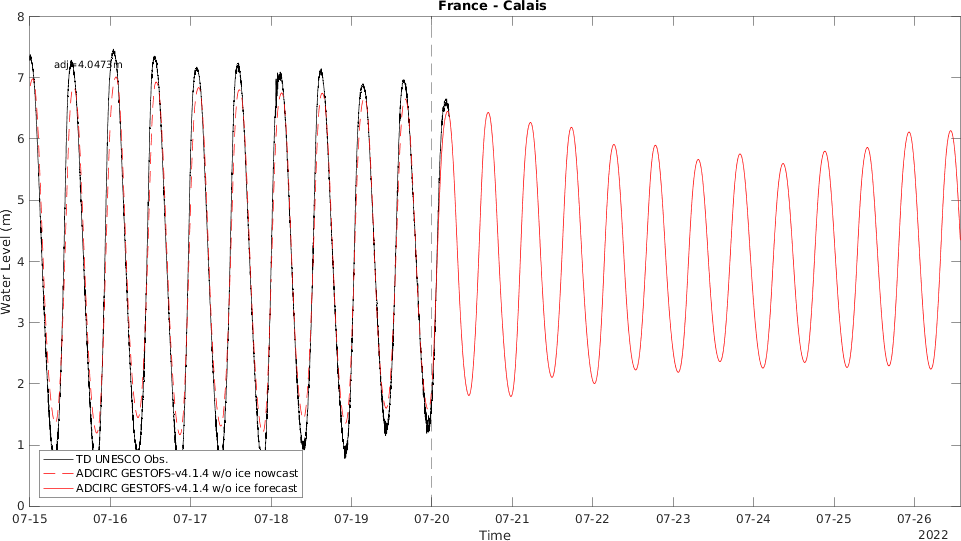 France - Calais
8
7
6
5
4
3
2
1
0
Water Level (m)
adj=4.0473m
TD UNESCO Obs.
ADCIRC GESTOFS-v4.1.4 w/o ice nowcast
ADCIRC GESTOFS-v4.1.4 w/o ice forecast
07-15 07-16 07-17 07-18 07-19 07-20 07-21 07-22 07-23 07-24 07-25 07-26
Time
2022